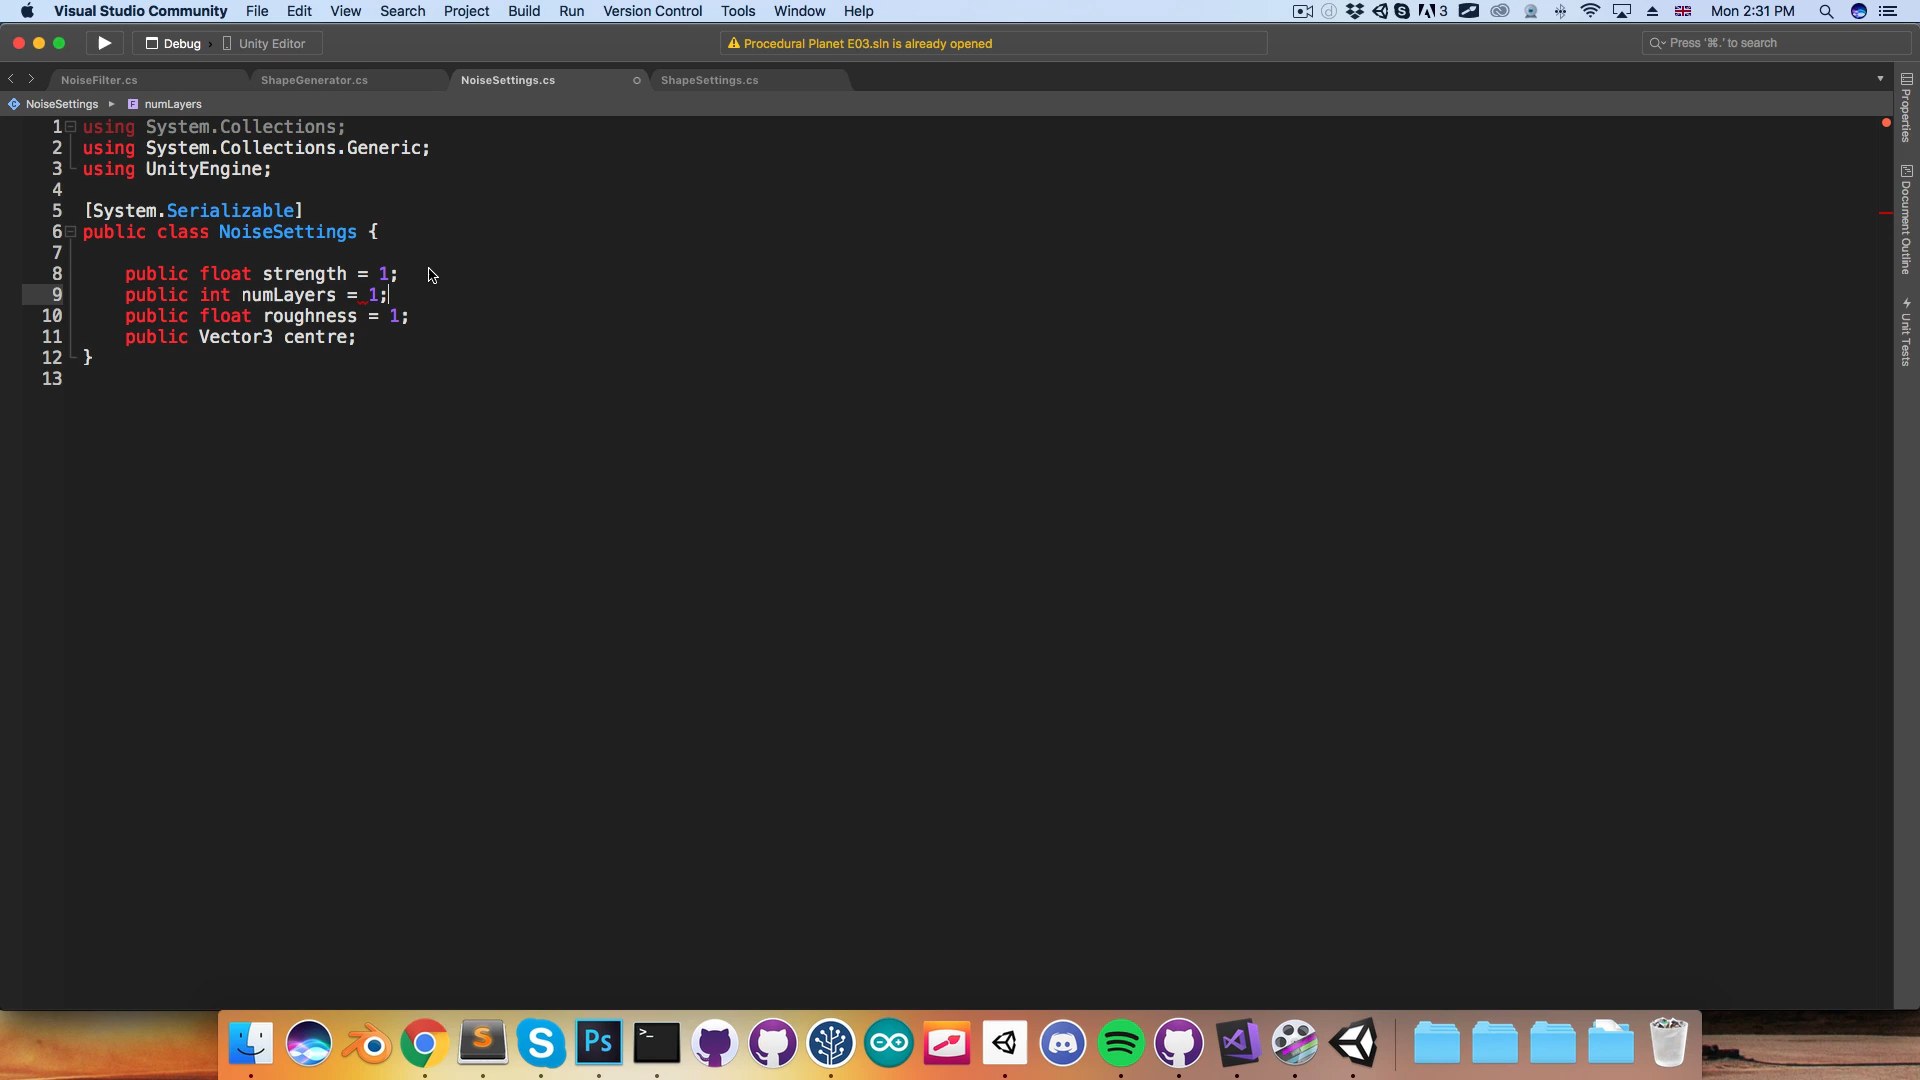 Visual Studio Community File Edit View Search Project Build Run Version Control Tools Window Help 3 Mon 2:31 PM
Debug › Unity Editor Procedural Planet E03.sln is already opened Press '⌘.' to search
NoiseFilter.cs ShapeGenerator.cs NoiseSettings.cs ShapeSettings.cs
NoiseSettings ▸ numLayers
1 using System.Collections;
2 using System.Collections.Generic;
3 using UnityEngine;
4
5 [System.Serializable]
6 public class NoiseSettings {
7
8 public float strength = 1;
9 public int numLayers = 1;
10 public float roughness = 1;
11 public Vector3 centre;
12 }
13
Properties
Document Outline
Unit Tests
Ps